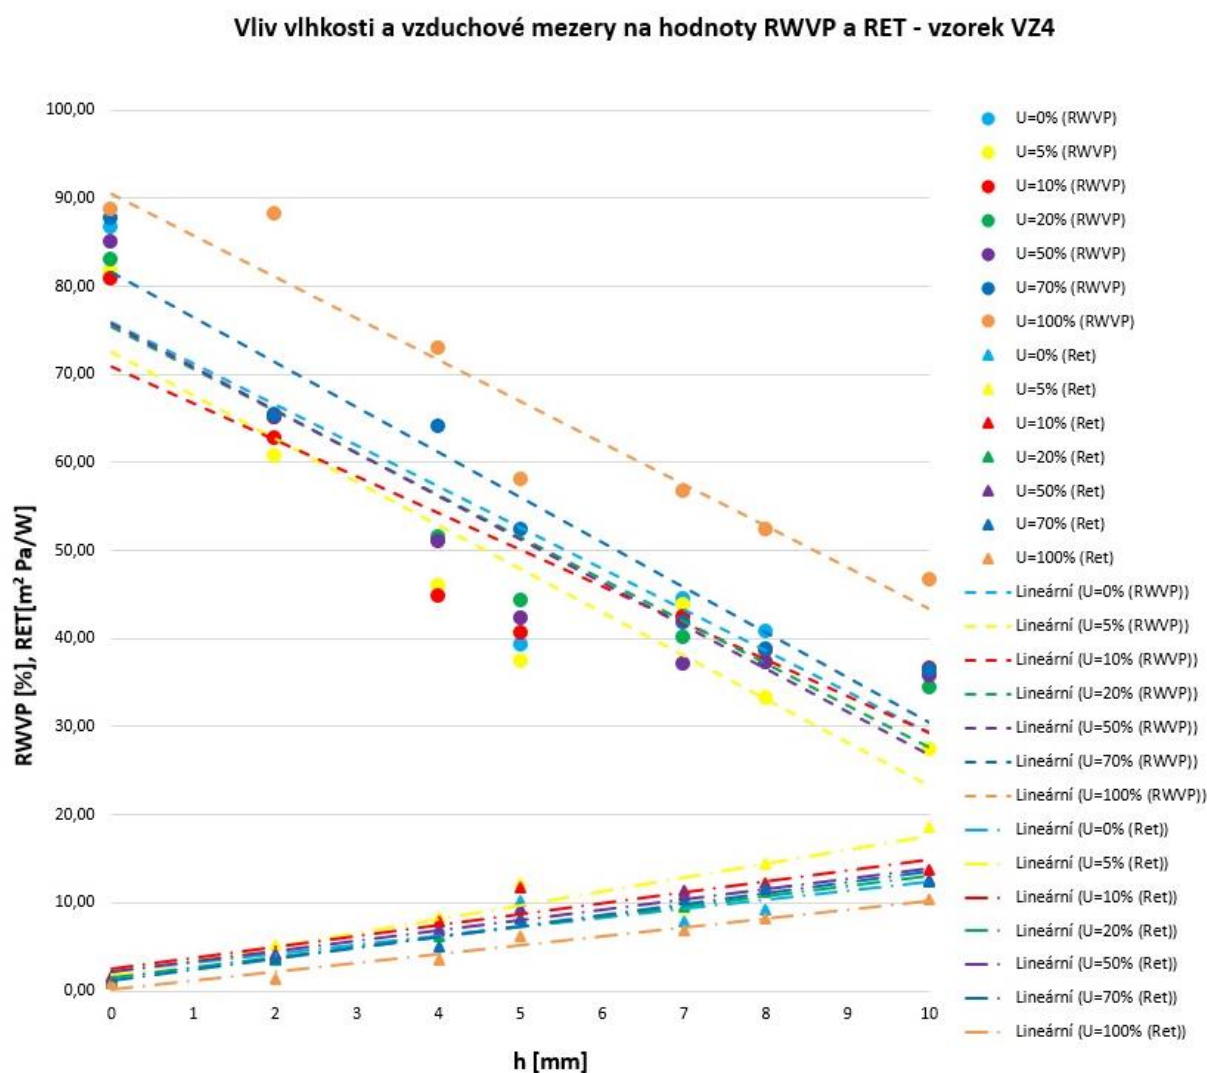 Vliv vlhkosti a vzduchové mezery na hodnoty RWVP a RET - vzorek VZ4
RWVP [%], RET[m² Pa/W]
100,00
90,00
80,00
70,00
60,00
50,00
40,00
30,00
20,00
10,00
0,00
0 1 2 3 4 5 6 7 8 9 10
h [mm]
U=0% (RWVP)
U=5% (RWVP)
U=10% (RWVP)
U=20% (RWVP)
U=50% (RWVP)
U=70% (RWVP)
U=100% (RWVP)
U=0% (Ret)
U=5% (Ret)
U=10% (Ret)
U=20% (Ret)
U=50% (Ret)
U=70% (Ret)
U=100% (Ret)
Lineární (U=0% (RWVP))
Lineární (U=5% (RWVP))
Lineární (U=10% (RWVP))
Lineární (U=20% (RWVP))
Lineární (U=50% (RWVP))
Lineární (U=70% (RWVP))
Lineární (U=100% (RWVP))
Lineární (U=0% (Ret))
Lineární (U=5% (Ret))
Lineární (U=10% (Ret))
Lineární (U=20% (Ret))
Lineární (U=50% (Ret))
Lineární (U=70% (Ret))
Lineární (U=100% (Ret))